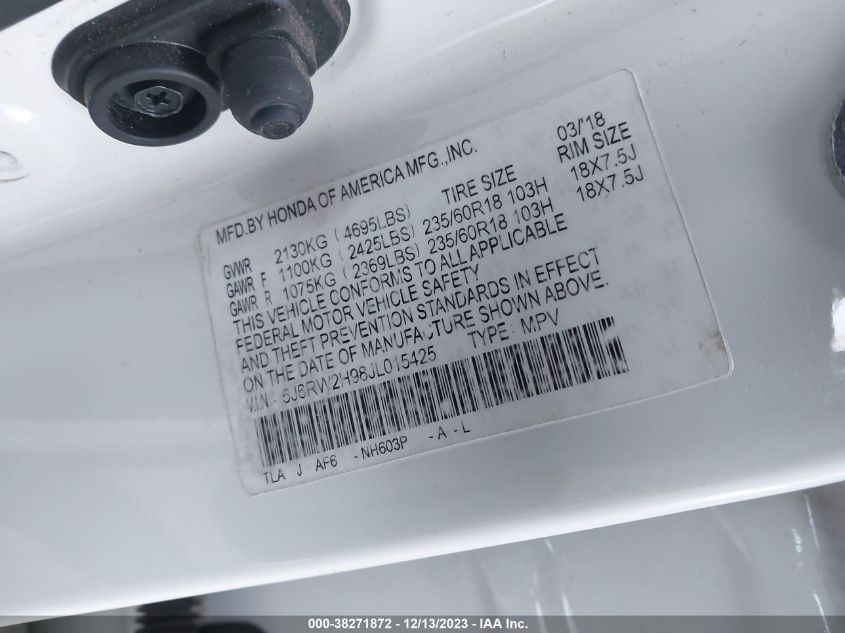 MFD.BY HONDA OF AMERICA MFG.,INC. 03/'18
GVWR 2130KG (4695LBS) TIRE SIZE RIM SIZE
GAWR F 1100KG (2425LBS) 235/60R18 103H 18X7.5J
GAWR R 1075KG (2369LBS) 235/60R18 103H 18X7.5J
THIS VEHICLE CONFORMS TO ALL APPLICABLE
FEDERAL MOTOR VEHICLE SAFETY
AND THEFT PREVENTION STANDARDS IN EFFECT
ON THE DATE OF MANUFACTURE SHOWN ABOVE.
V.I.N.: 5J6RW2H98JL015425 TYPE: MPV
TLA J AF6 -NH603P -A -L
000-38271872 - 12/13/2023 - IAA Inc.